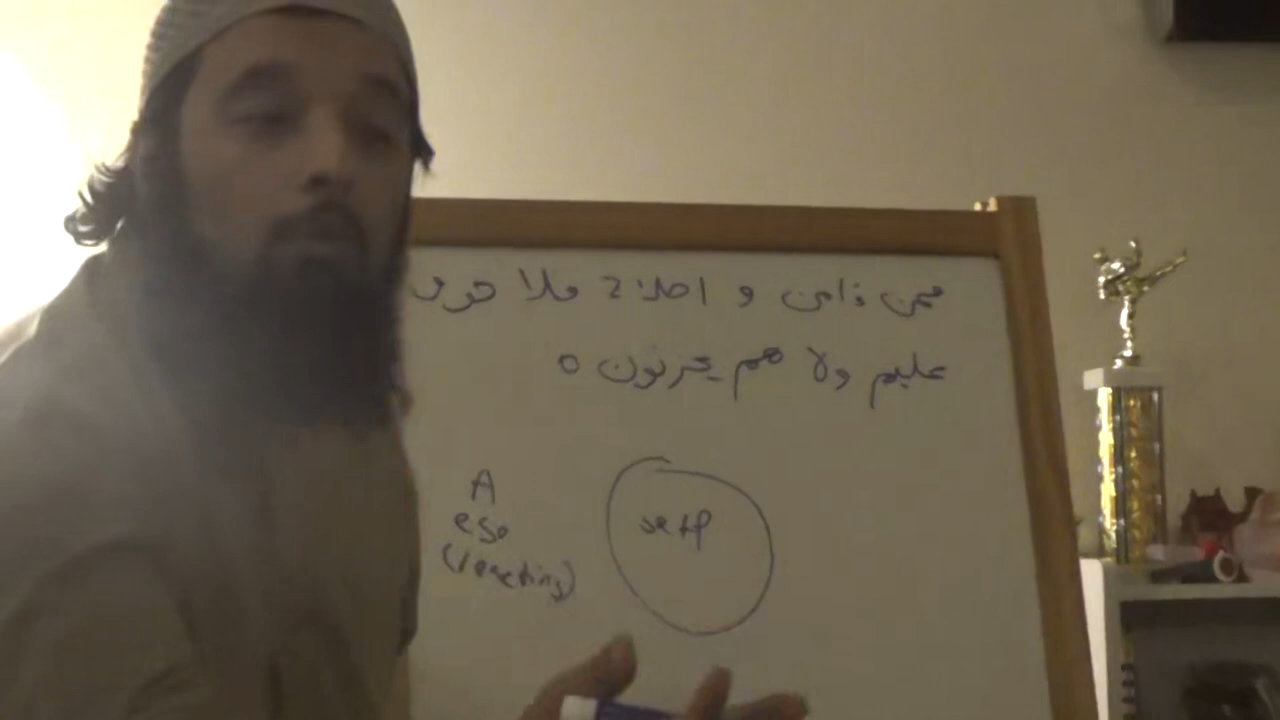 فمن ءامن و اصلح فلا خوف
عليهم ولا هم يحزنون ه
A
ego
(reacting)
self